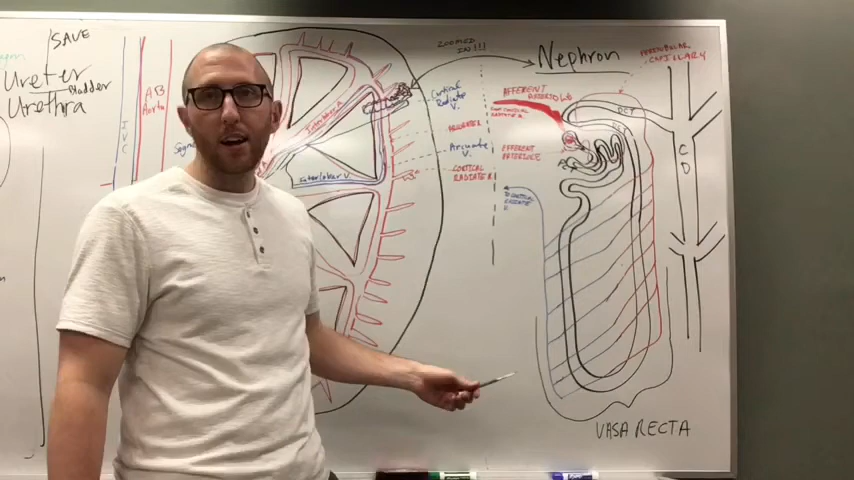 SAVE
Ureter
Bladder
Urethra
IVC
AB
Aorta
Interlobar A.
Interlobar V.
ZOOMED
IN!!!
Cortical
Radiate
V.
Arcuate
V.
CORTICAL
RADIATE A
Nephron
PERITUBULAR
CAPILLARY
AFFERENT
ARTERIOLE
EFFERENT
ARTERIOLE
DCT
CD
VASA RECTA